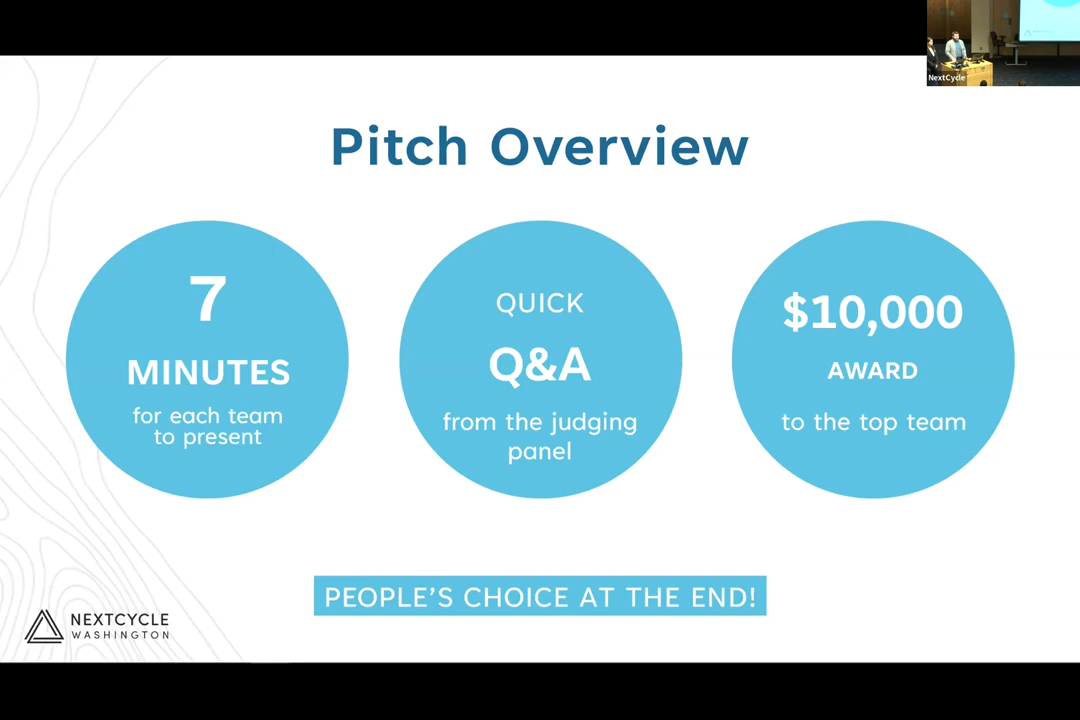 NextCycle
Pitch Overview
7
MINUTES
for each team
to present
QUICK
Q&A
from the judging
panel
$10,000
AWARD
to the top team
PEOPLE'S CHOICE AT THE END!
NEXTCYCLE
WASHINGTON